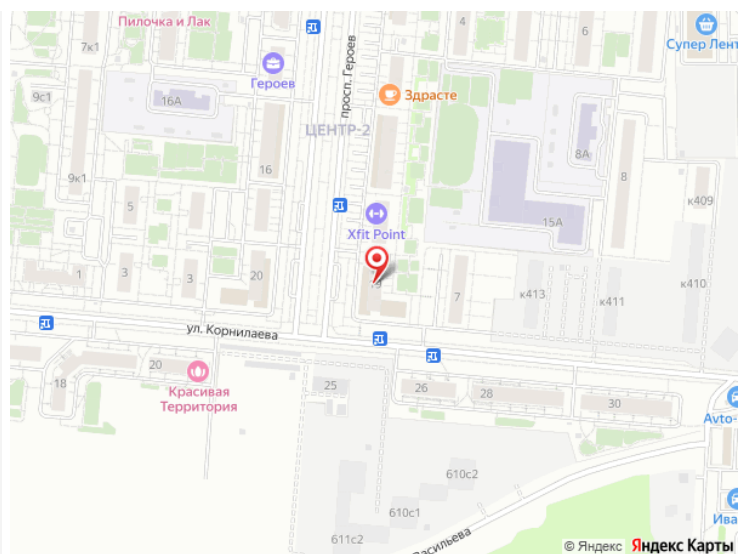 Пилочка и Лак
7к1
4
6
Супер Лент
Героев
просп. Героев
Здрасте
9с1
16А
ЦЕНТР-2
16
8А
8
9к1
5
к409
15А
Xfit Point
1
3
3
20
7
к413
к411
к410
ул. Корнилаева
20
18
Красивая
Территория
25
26
28
30
Avto-
610с2
610с1
611с2
Васильева
Ива
© Яндекс Яндекс Карты